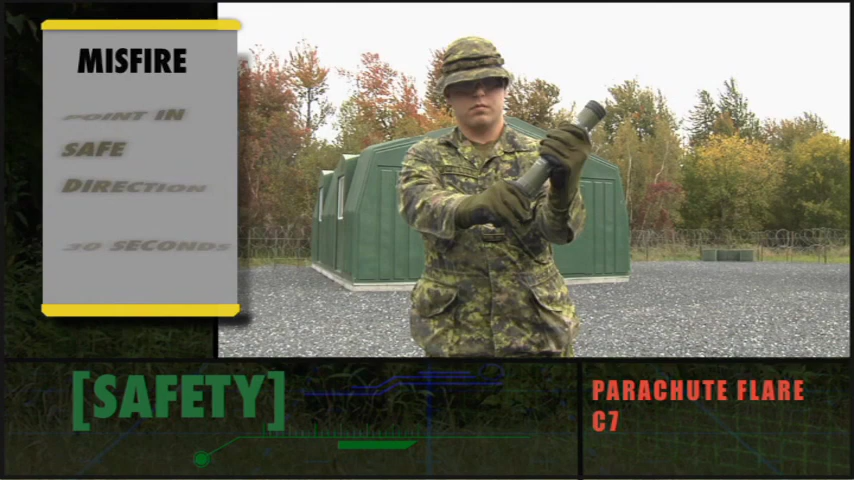 MISFIRE
POINT IN
SAFE
DIRECTION
30 SECONDS
[SAFETY]
PARACHUTE FLARE
C7